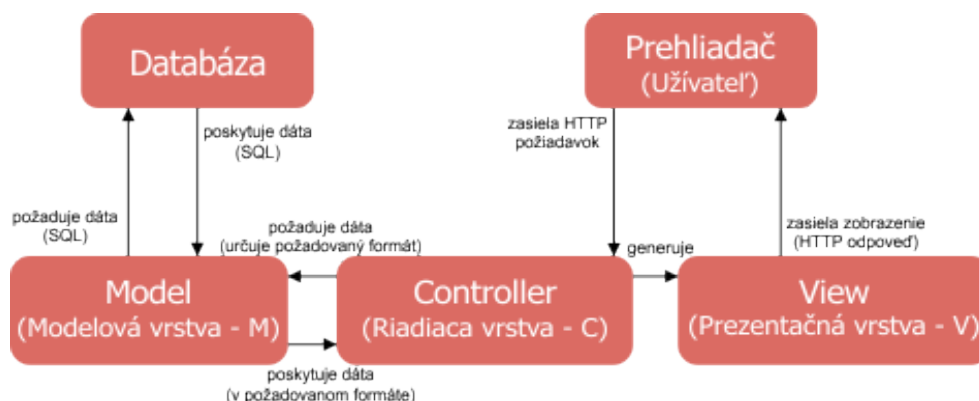 Databáza
Prehliadač
(Užívateľ)
poskytuje dáta
(SQL)
zasiela HTTP
požiadavok
požaduje dáta
(SQL)
požaduje dáta
(určuje požadovaný formát)
generuje
zasiela zobrazenie
(HTTP odpoveď)
Model
(Modelová vrstva - M)
Controller
(Riadiaca vrstva - C)
View
(Prezentačná vrstva - V)
poskytuje dáta
(v požadovanom formáte)